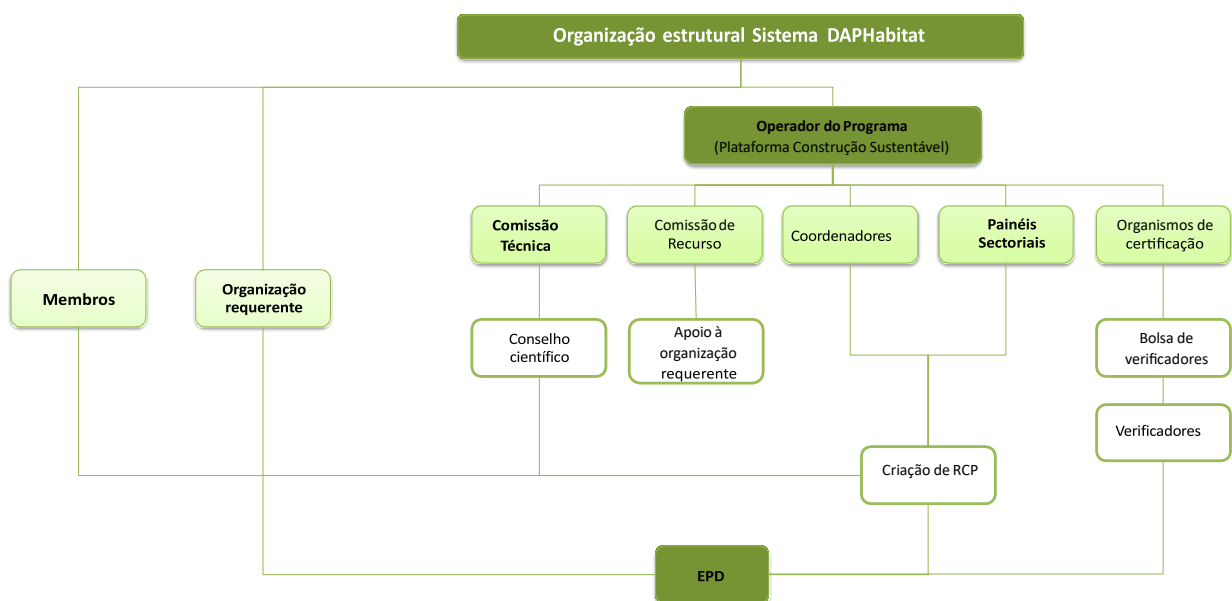 Organização estrutural Sistema DAPHabitat
Operador do Programa
(Plataforma Construção Sustentável)
Comissão
Técnica
Comissão de
Recurso
Coordenadores
Painéis
Sectoriais
Organismos de
certificação
Membros
Organização
requerente
Conselho
científico
Apoio à
organização
requerente
Bolsa de
verificadores
Verificadores
Criação de RCP
EPD